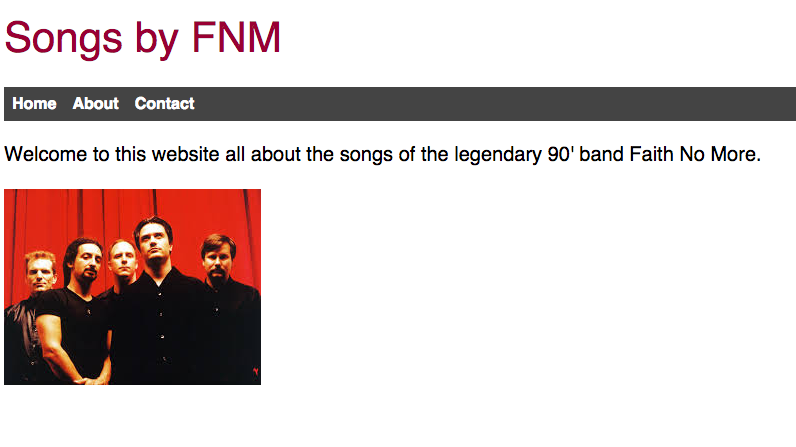 Songs by FNM
Home About Contact
Welcome to this website all about the songs of the legendary 90' band Faith No More.